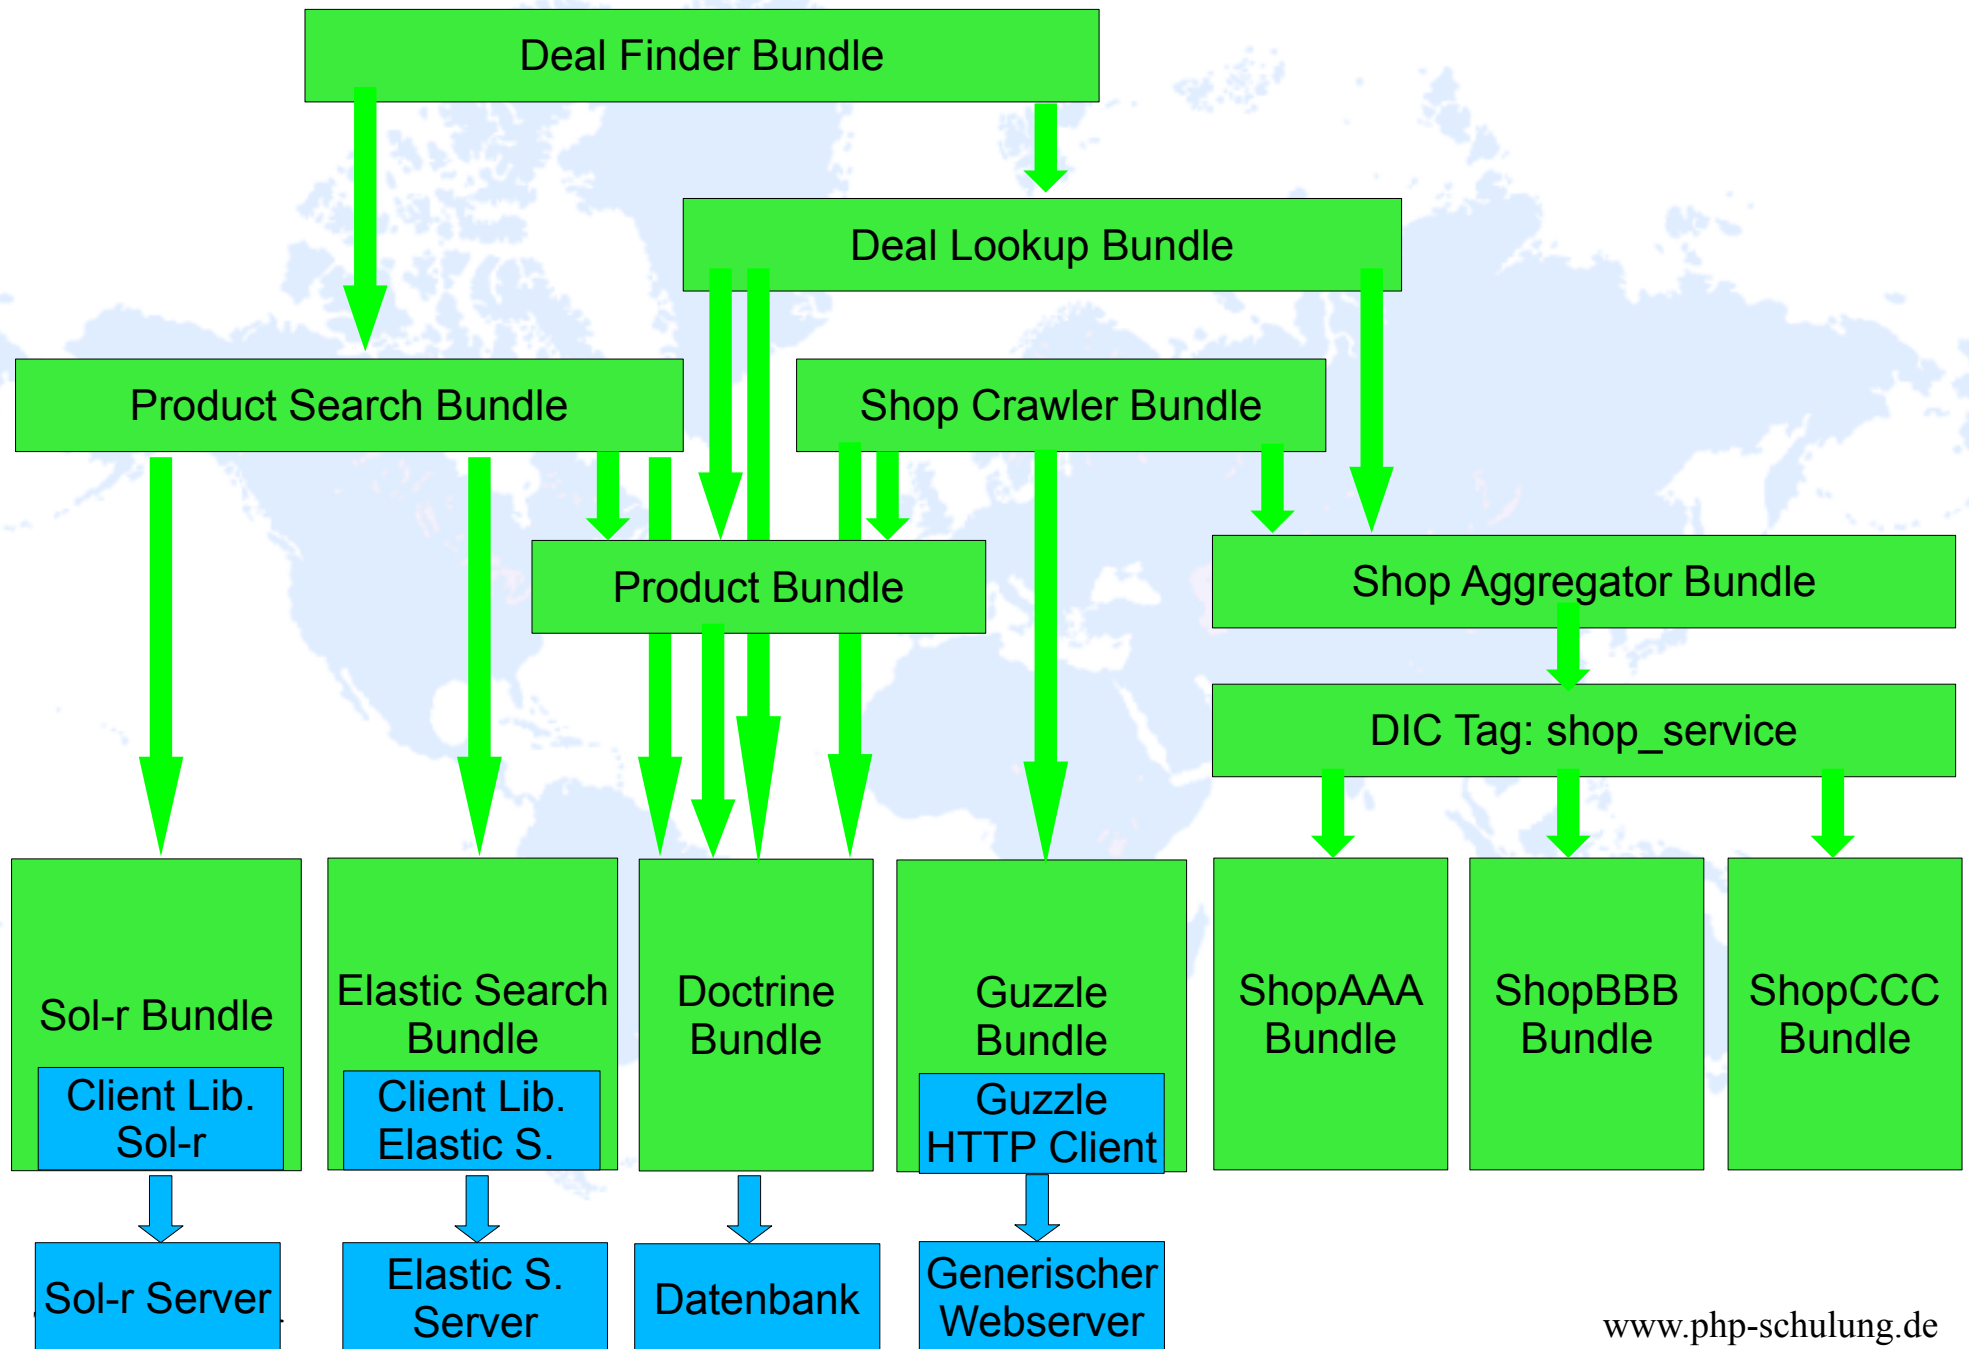 Deal Finder Bundle
Deal Lookup Bundle
Product Search Bundle
Shop Crawler Bundle
Product Bundle
Shop Aggregator Bundle
DIC Tag: shop_service
Sol-r Bundle
Client Lib.
Sol-r
Elastic Search
Bundle
Client Lib.
Elastic S.
Doctrine
Bundle
Guzzle
Bundle
Guzzle
HTTP Client
ShopAAA
Bundle
ShopBBB
Bundle
ShopCCC
Bundle
Sol-r Server
Elastic S.
Server
Datenbank
Generischer
Webserver
www.php-schulung.de